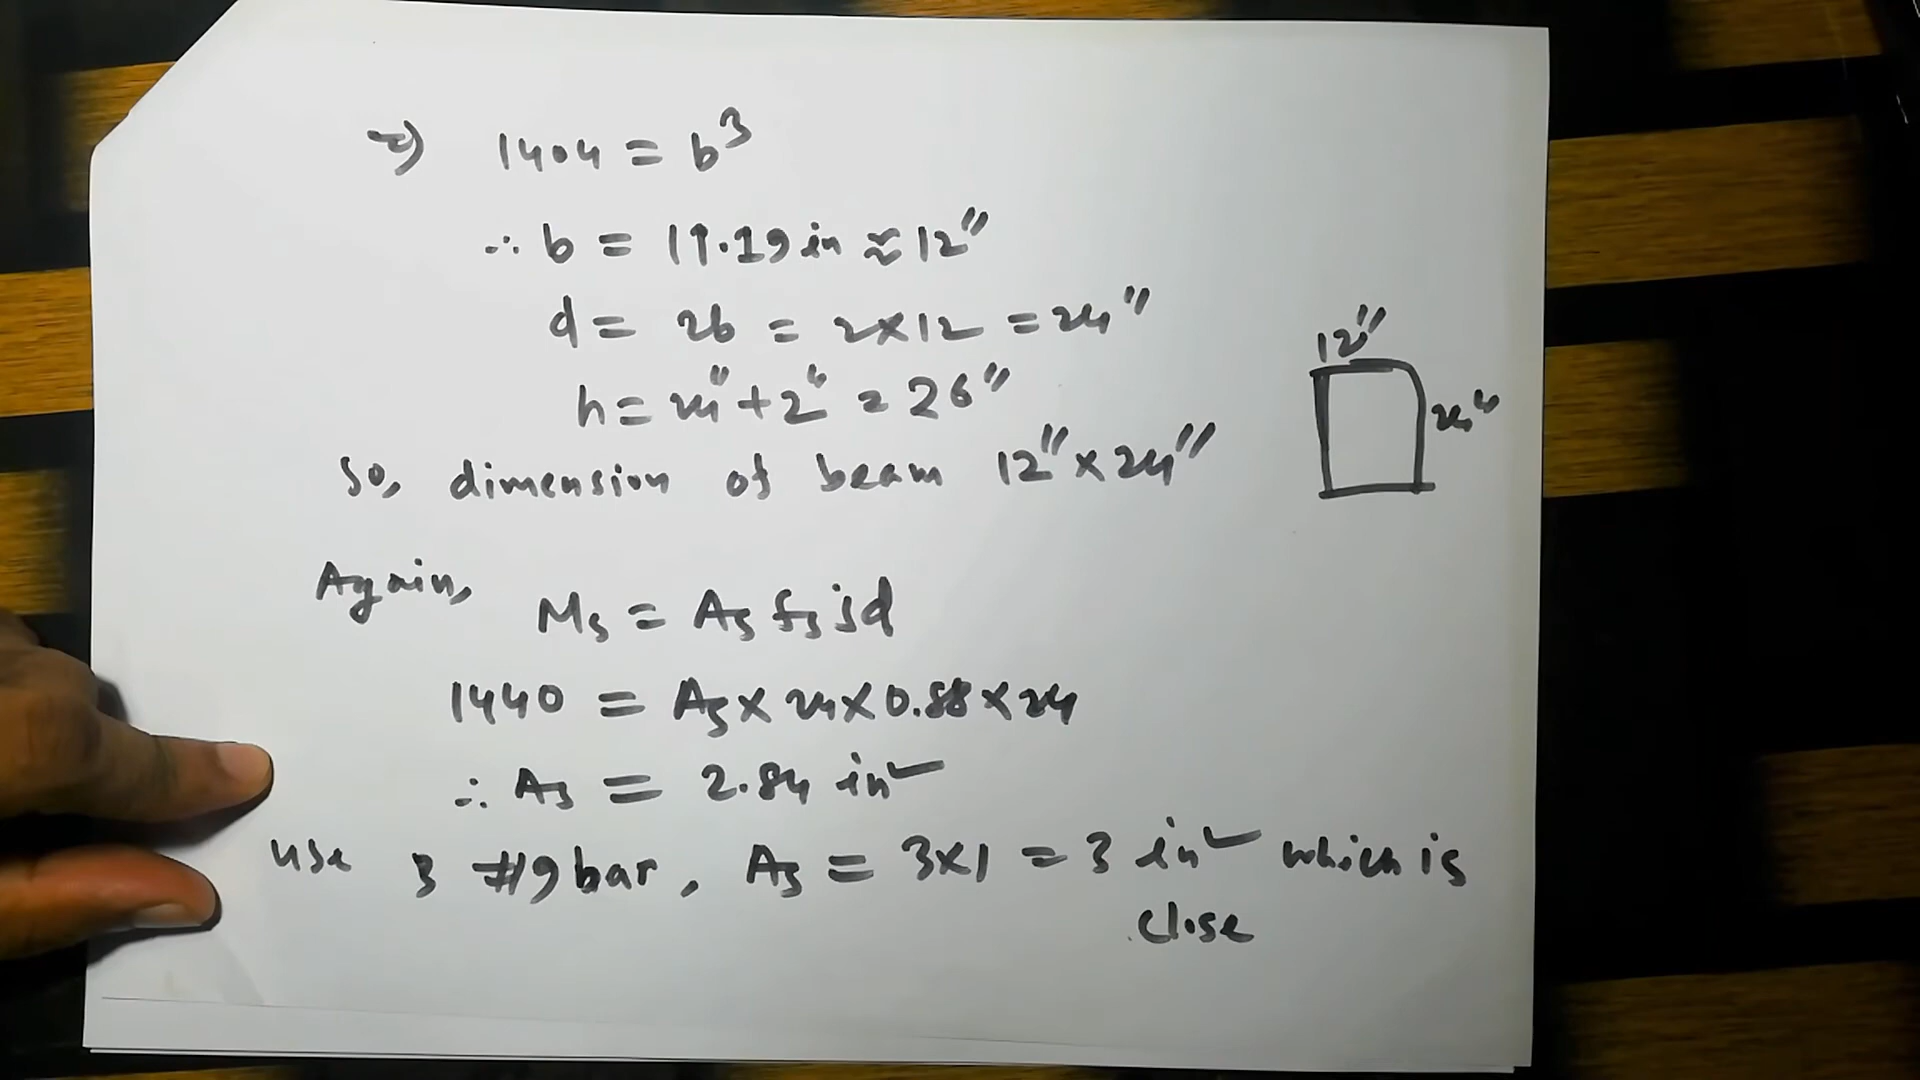 ⇒) 1404 = b³
∴ b = 11.19 in ≈ 12"
d = 2b = 2×12 = 24"
h = 24" + 2" = 26"
12"
24"
So, dimension of beam 12" × 24"
Again, Ms = As fs jd
1440 = As × 24 × 0.88 × 24
∴ As = 2.84 in²
use 3 #9 bar, As = 3×1 = 3 in² which is
close